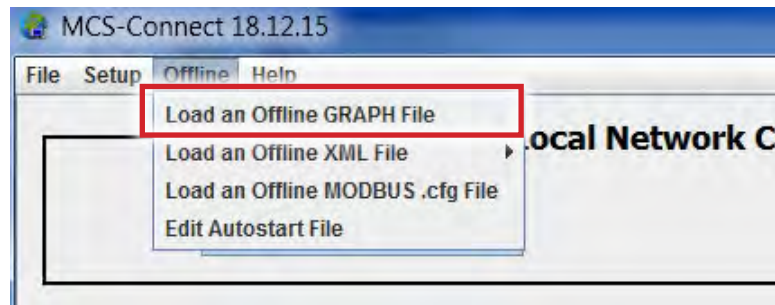 MCS-Connect 18.12.15
File Setup Offline Help
Load an Offline GRAPH File
ocal Network C
Load an Offline XML File
Load an Offline MODBUS .cfg File
Edit Autostart File